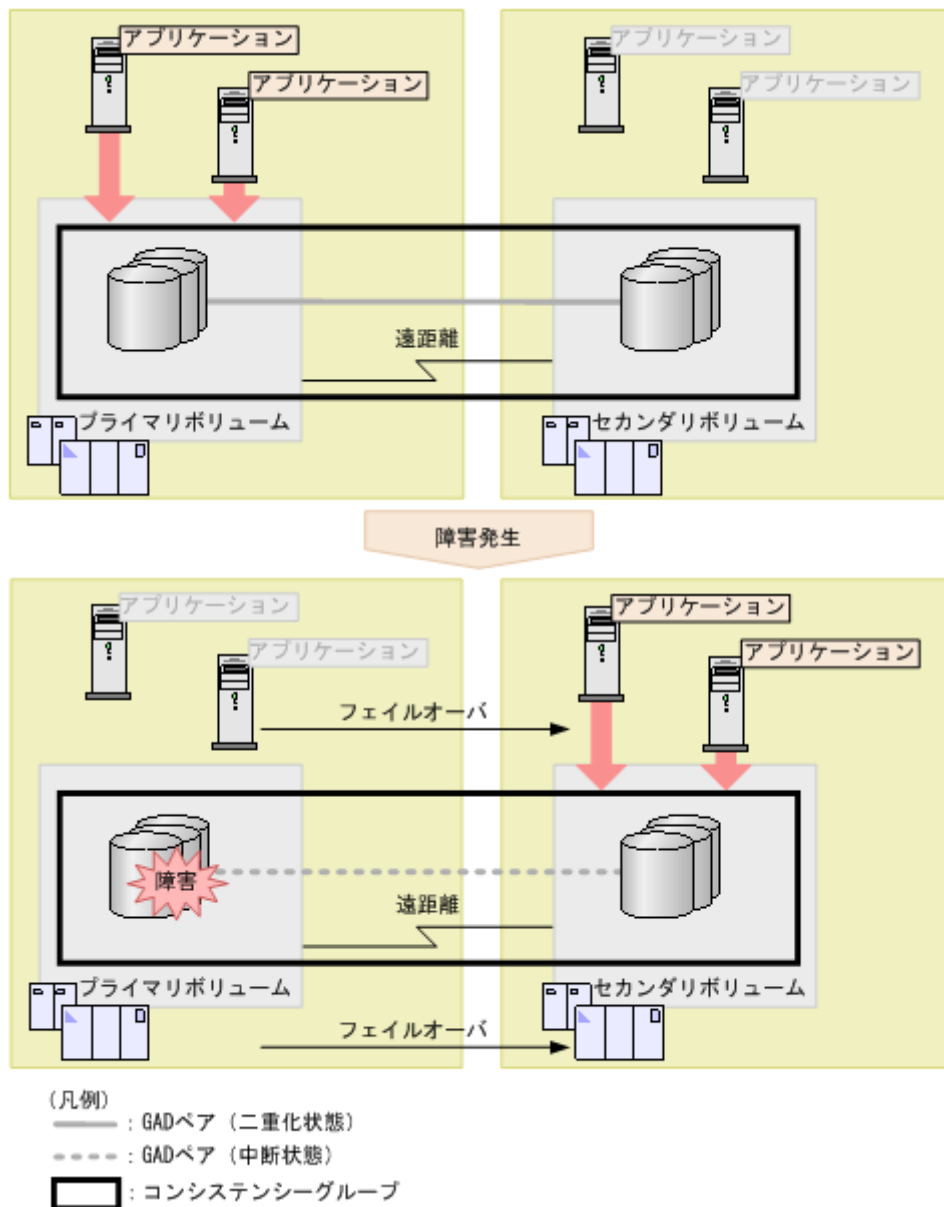 アプリケーション
アプリケーション
アプリケーション
アプリケーション
遠距離
プライマリボリューム
セカンダリボリューム
障害発生
アプリケーション
アプリケーション
アプリケーション
アプリケーション
フェイルオーバ
障害
遠距離
プライマリボリューム
セカンダリボリューム
フェイルオーバ
(凡例)
: GADペア (二重化状態)
: GADペア (中断状態)
: コンシステンシーグループ